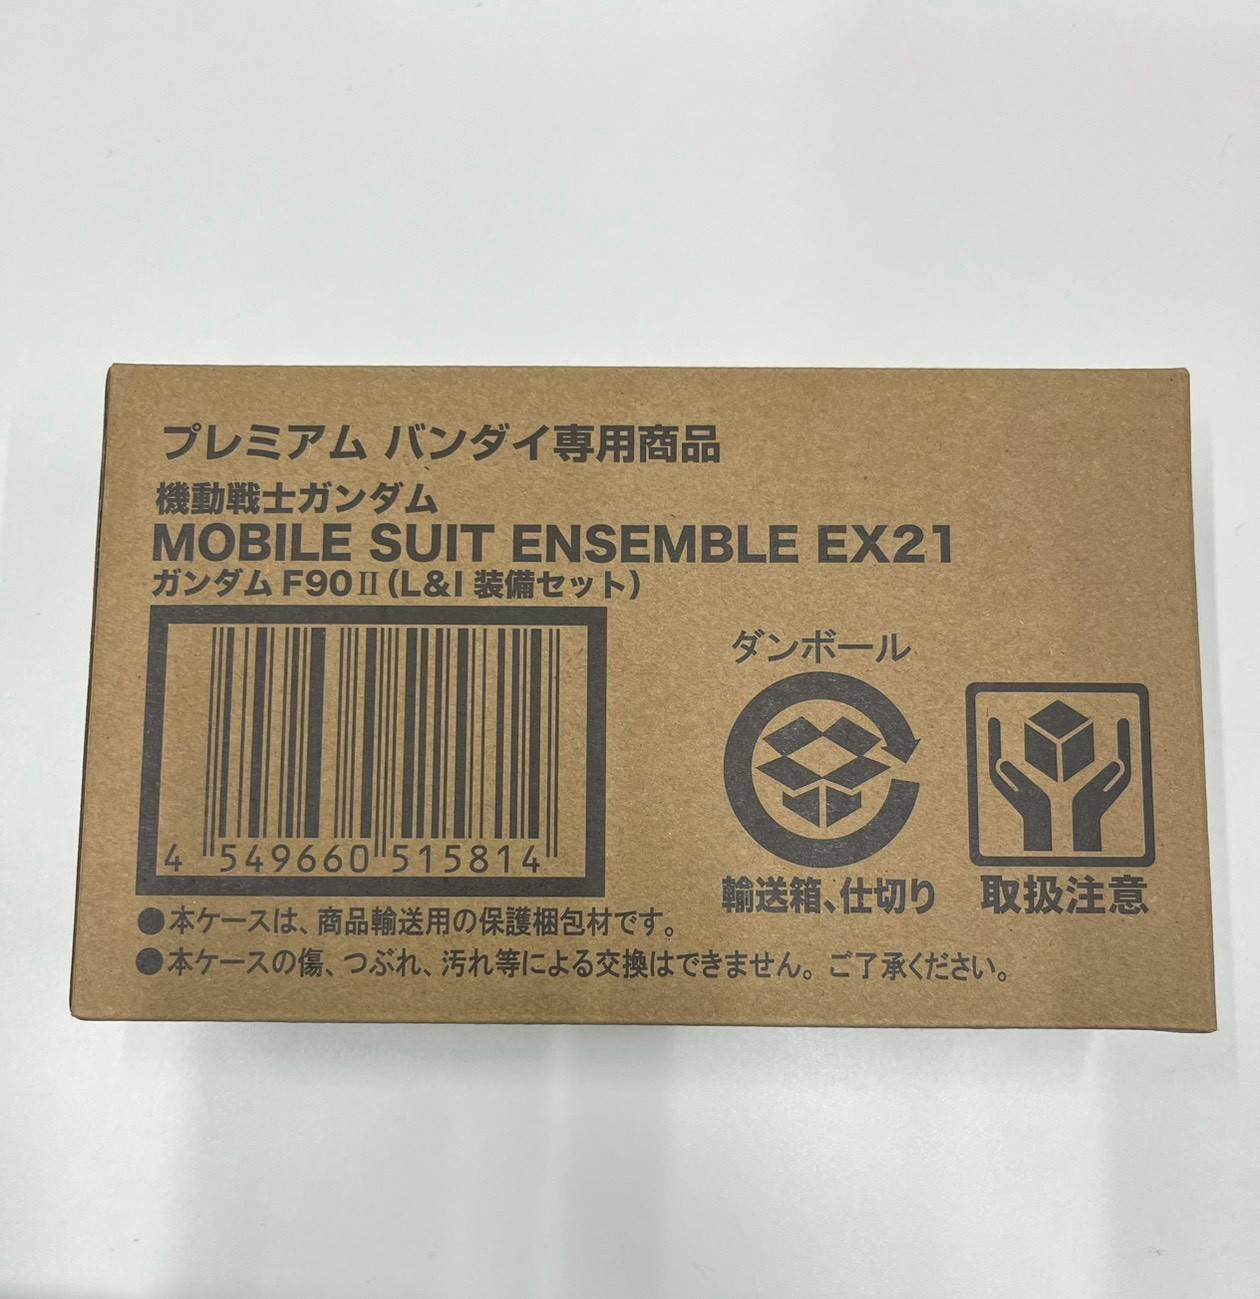 プレミアム バンダイ専用商品
機動戦士ガンダム
MOBILE SUIT ENSEMBLE EX21
ガンダムF90Ⅱ(L&I 装備セット)
4 549660 515814
ダンボール
輸送箱、仕切り
取扱注意
●本ケースは、商品輸送用の保護梱包材です。
●本ケースの傷、つぶれ、汚れ等による交換はできません。ご了承ください。